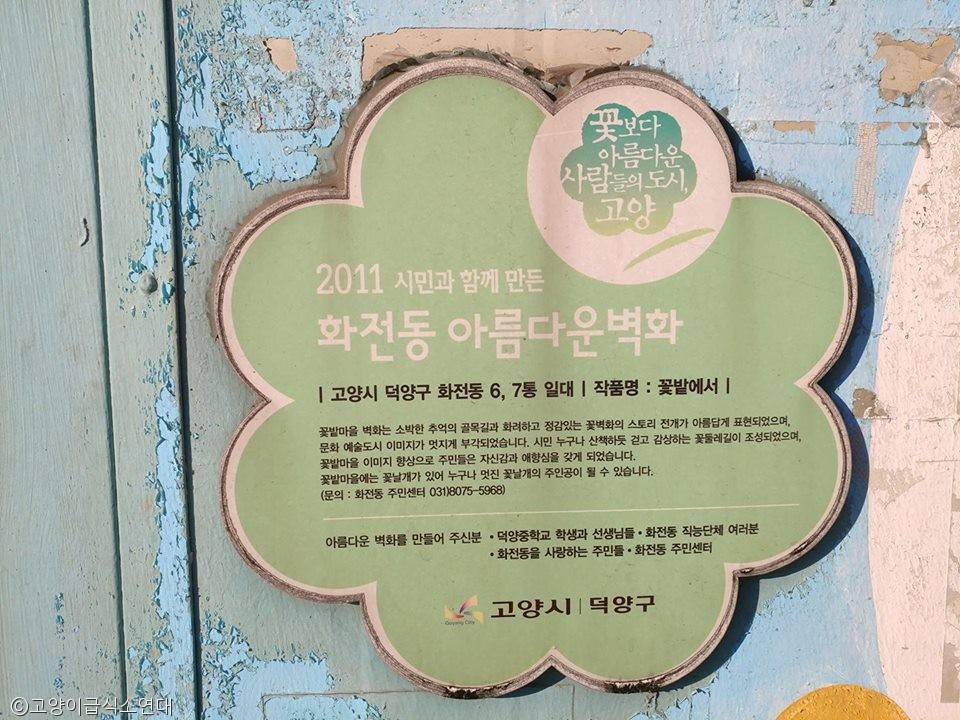 꽃보다
아름다운
사람들의 도시,
고양
2011 시민과 함께 만든
화전동 아름다운벽화
| 고양시 덕양구 화전동 6, 7통 일대 | 작품명 : 꽃밭에서 |
꽃밭마을 벽화는 소박한 추억의 골목길과 화려하고 정감있는 꽃벽화의 스토리 전개가 아름답게 표현되었으며,
문화 예술도시 이미지가 멋지게 부각되었습니다. 시민 누구나 산책하듯 걷고 감상하는 꽃둘레길이 조성되었으며,
꽃밭마을 이미지 향상으로 주민들은 자신감과 애향심을 갖게 되었습니다.
꽃밭마을에는 꽃날개가 있어 누구나 멋진 꽃날개의 주인공이 될 수 있습니다.
(문의 : 화전동 주민센터 031)8075-5968)
아름다운 벽화를 만들어 주신분 • 덕양중학교 학생과 선생님들 • 화전동 직능단체 여러분
• 화전동을 사랑하는 주민들 • 화전동 주민센터
Goyang City 고양시 | 덕양구
©고양이급식소연대